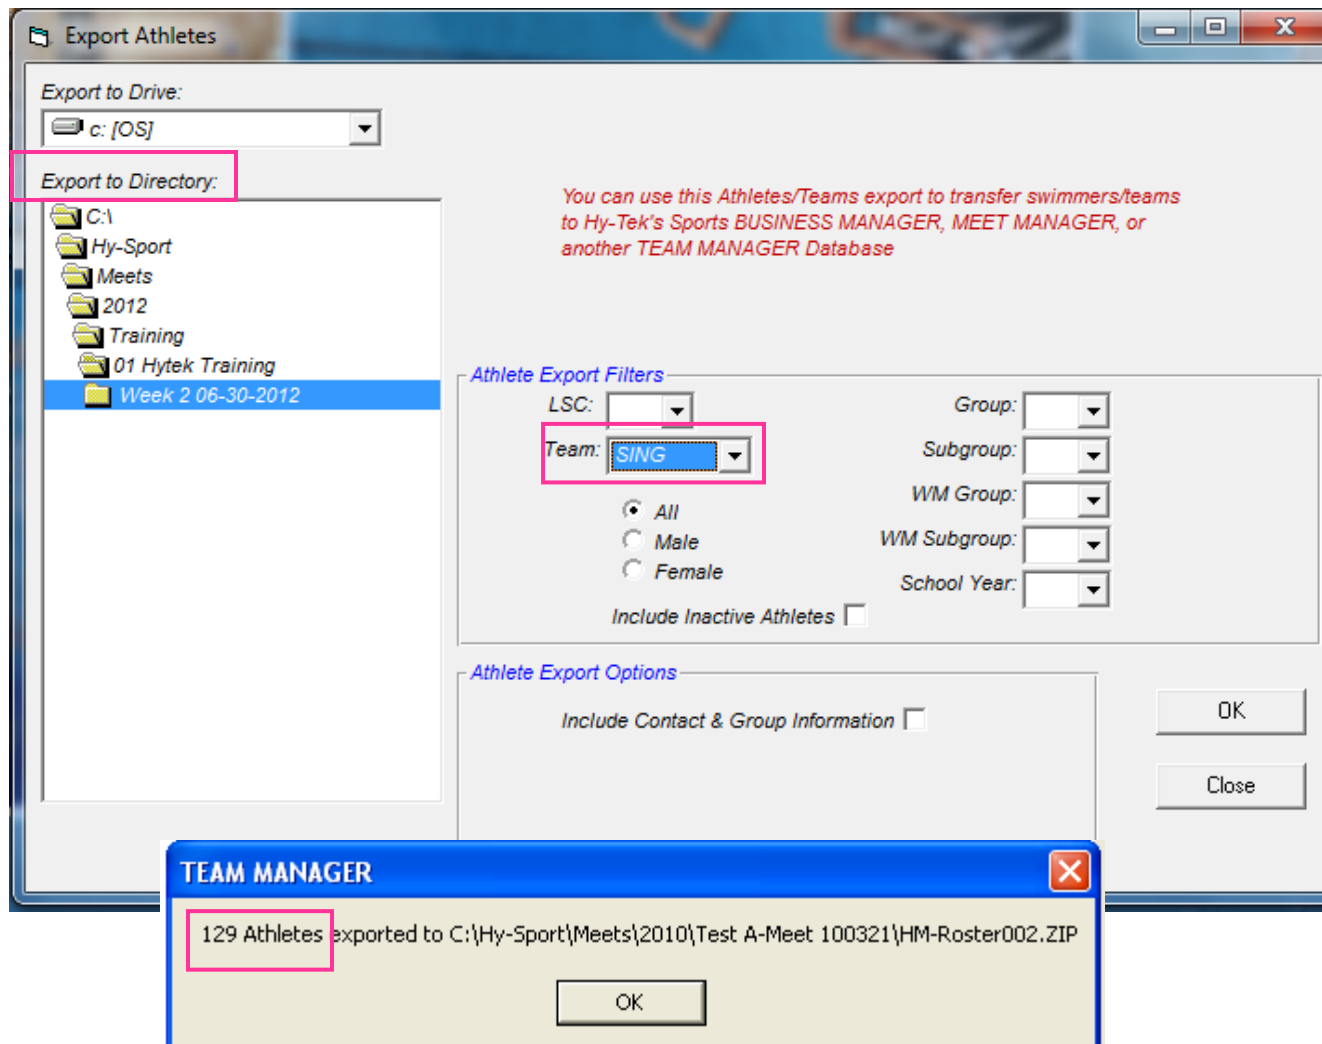 Export Athletes
Export to Drive:
c: [OS]
Export to Directory:
C:\
Hy-Sport
Meets
2012
Training
01 Hytek Training
Week 2 06-30-2012
You can use this Athletes/Teams export to transfer swimmers/teams
to Hy-Tek's Sports BUSINESS MANAGER, MEET MANAGER, or
another TEAM MANAGER Database
Athlete Export Filters
LSC:
Team: SING
All
Male
Female
Include Inactive Athletes
Group:
Subgroup:
WM Group:
WM Subgroup:
School Year:
Athlete Export Options
Include Contact & Group Information
OK
Close
TEAM MANAGER
129 Athletes exported to C:\Hy-Sport\Meets\2010\Test A-Meet 100321\HM-Roster002.ZIP
OK